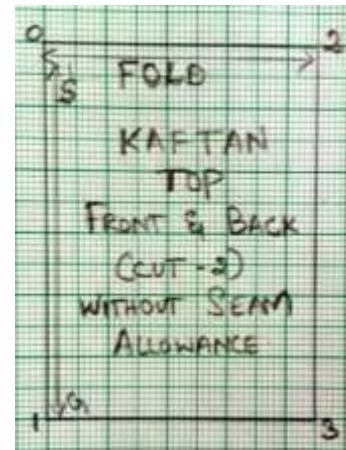 0 2
S
FOLD
KAFTAN
TOP
FRONT & BACK
(CUT-2)
WITHOUT SEAM
ALLOWANCE
G
1 3